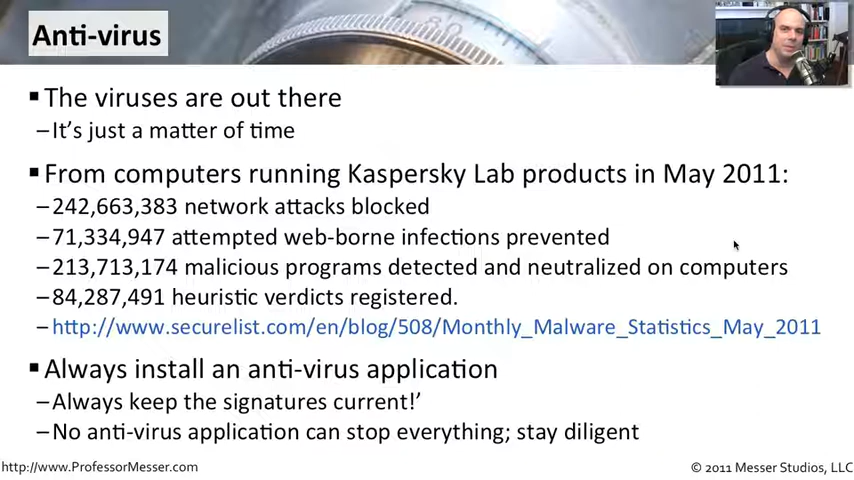 Anti-virus
▪ The viruses are out there
– It's just a matter of time
▪ From computers running Kaspersky Lab products in May 2011:
– 242,663,383 network attacks blocked
– 71,334,947 attempted web-borne infections prevented
– 213,713,174 malicious programs detected and neutralized on computers
– 84,287,491 heuristic verdicts registered.
– http://www.securelist.com/en/blog/508/Monthly_Malware_Statistics_May_2011
▪ Always install an anti-virus application
– Always keep the signatures current!’
– No anti-virus application can stop everything; stay diligent
http://www.ProfessorMesser.com
© 2011 Messer Studios, LLC